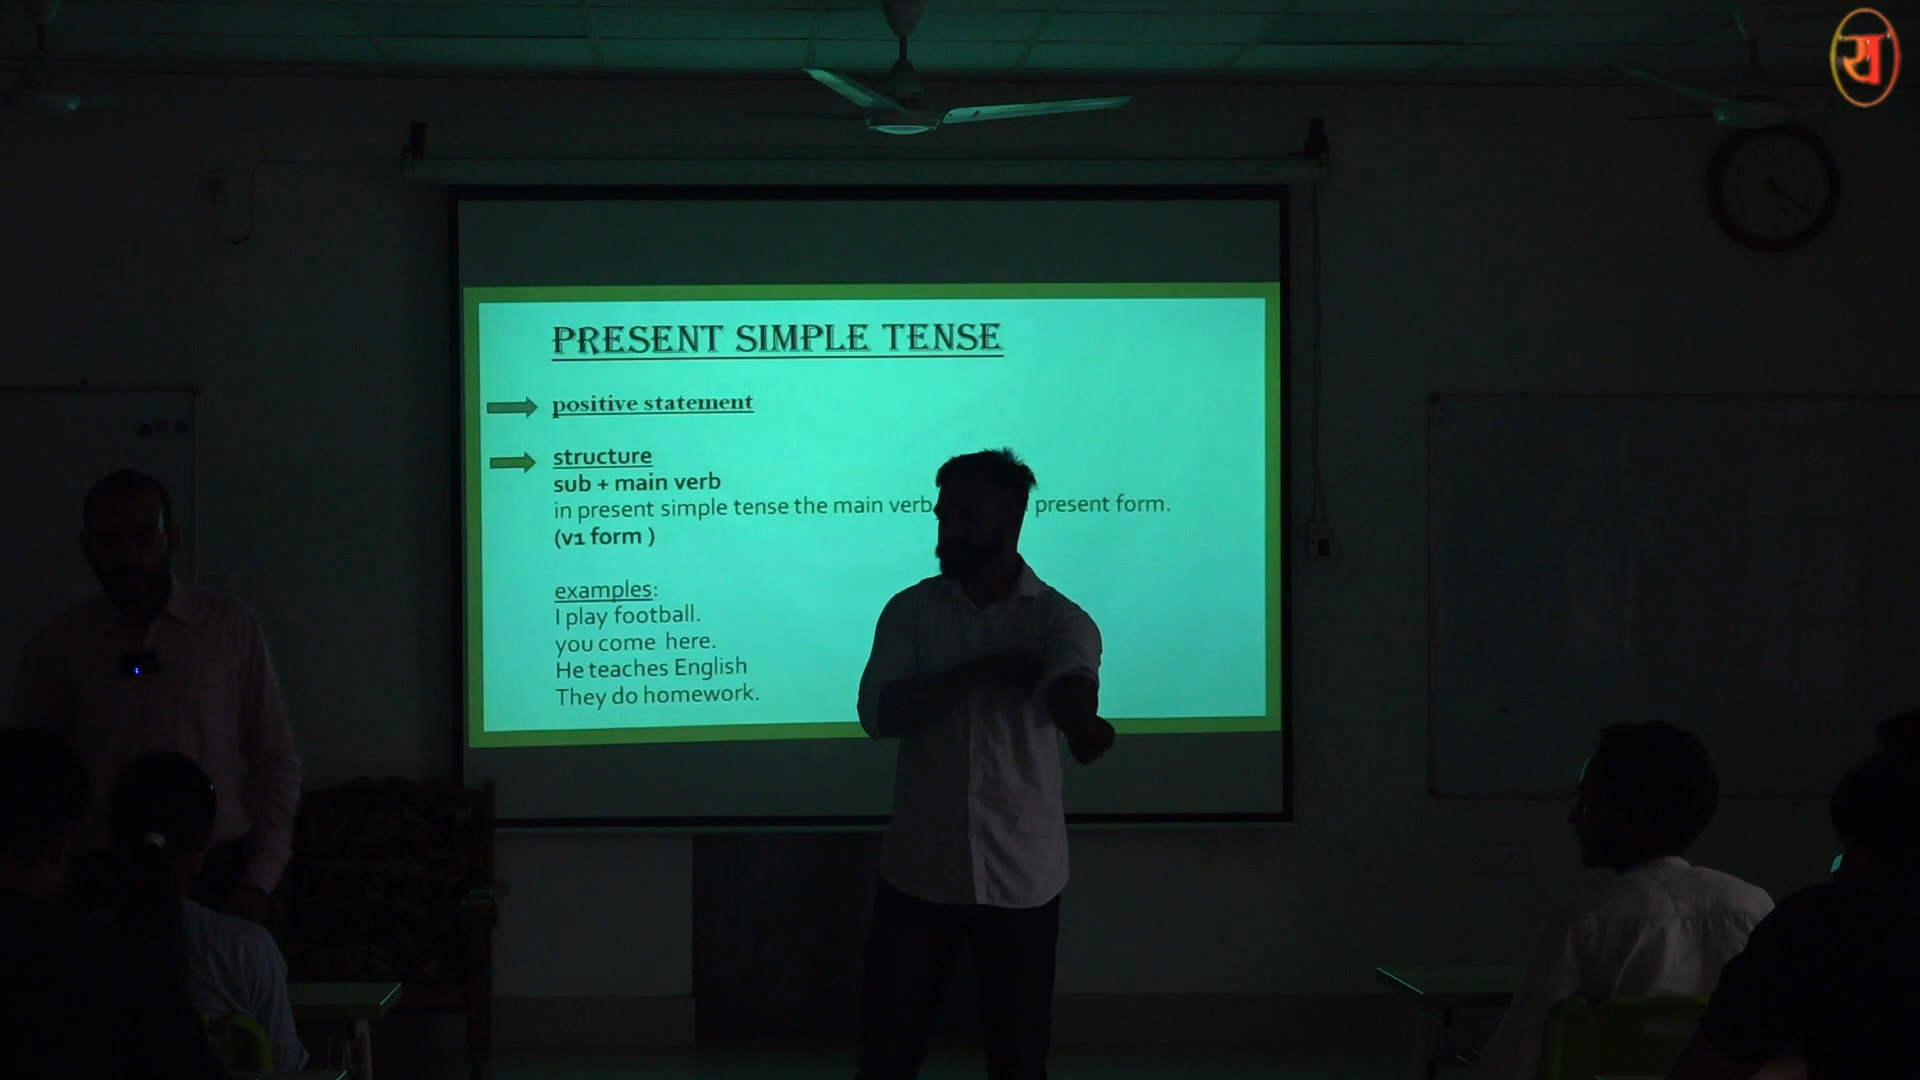 रा
PRESENT SIMPLE TENSE
positive statement
structure
sub + main verb
in present simple tense the main verb present form.
(v1 form )
examples:
I play football.
you come here.
He teaches English
They do homework.